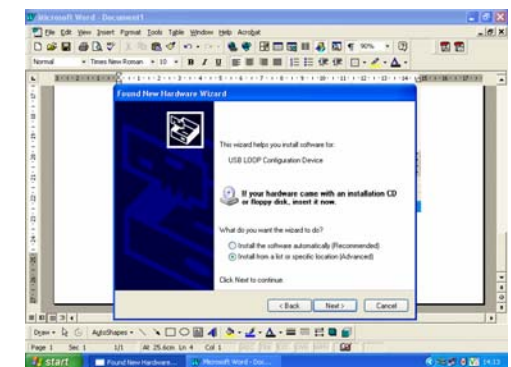 Microsoft Word - Document1
File Edit View Insert Format Tools Table Window Help Acrobat
90%
Normal Times New Roman 10 B I U
Found New Hardware Wizard
This wizard helps you install software for:
USB LOOP Configuration Device
If your hardware came with an installation CD
or floppy disk, insert it now.
What do you want the wizard to do?
Install the software automatically (Recommended)
Install from a list or specific location (Advanced)
Click Next to continue.
< Back Next > Cancel
Draw AutoShapes
Page 1 Sec 1 1/1 At 25.4cm Ln 4 Col 1
start Found New Hardware... Microsoft Word - Doc... 14:13